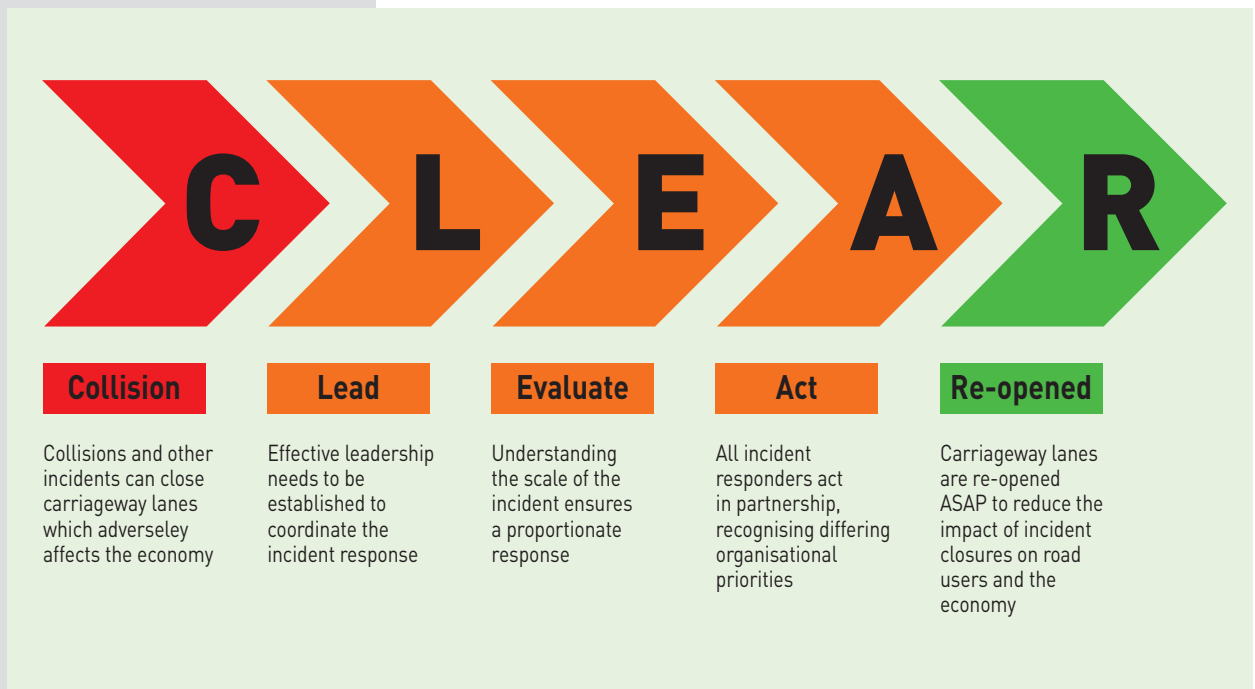 C
L
E
A
R
Collision
Collisions and other
incidents can close
carriageway lanes
which adverseley
affects the economy
Lead
Effective leadership
needs to be
established to
coordinate the
incident response
Evaluate
Understanding
the scale of the
incident ensures
a proportionate
response
Act
All incident
responders act
in partnership,
recognising differing
organisational
priorities
Re-opened
Carriageway lanes
are re-opened
ASAP to reduce the
impact of incident
closures on road
users and the
economy